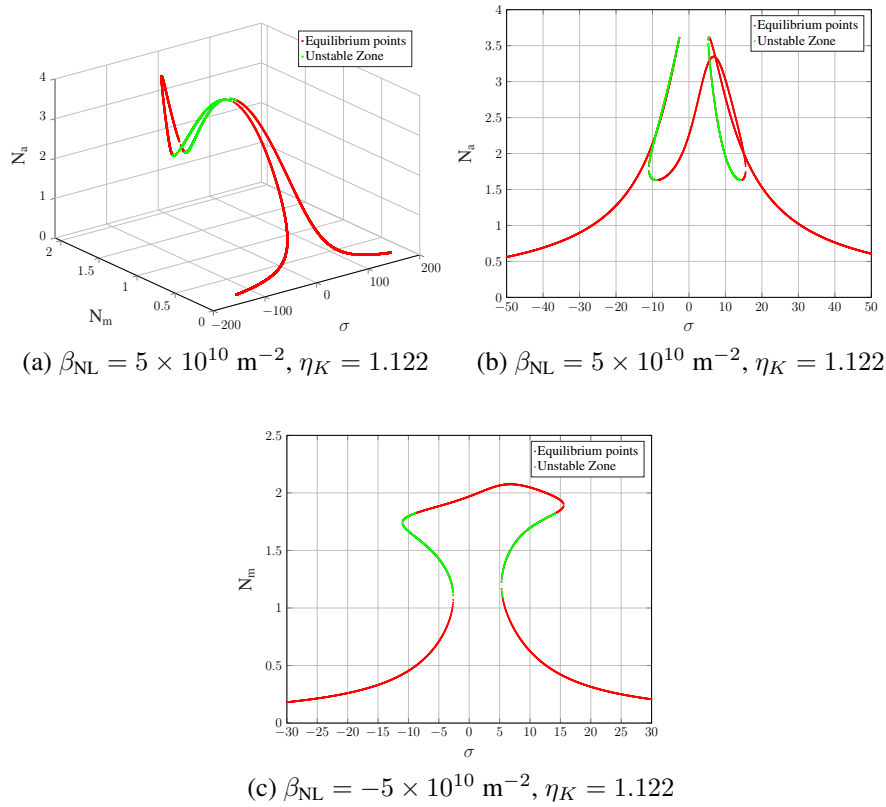 Equilibrium points
Unstable Zone
4
3
2
1
0
N_a
2
1.5
1
0.5
0
N_m
−200
−100
0
100
200
σ
(a) β_NL = 5 × 10^10 m^−2, η_K = 1.122
Equilibrium points
Unstable Zone
4
3.5
3
2.5
2
1.5
1
0.5
0
N_a
−50 −40 −30 −20 −10 0 10 20 30 40 50
σ
(b) β_NL = 5 × 10^10 m^−2, η_K = 1.122
Equilibrium points
Unstable Zone
2.5
2
1.5
1
0.5
0
N_m
−30 −25 −20 −15 −10 −5 0 5 10 15 20 25 30
σ
(c) β_NL = −5 × 10^10 m^−2, η_K = 1.122